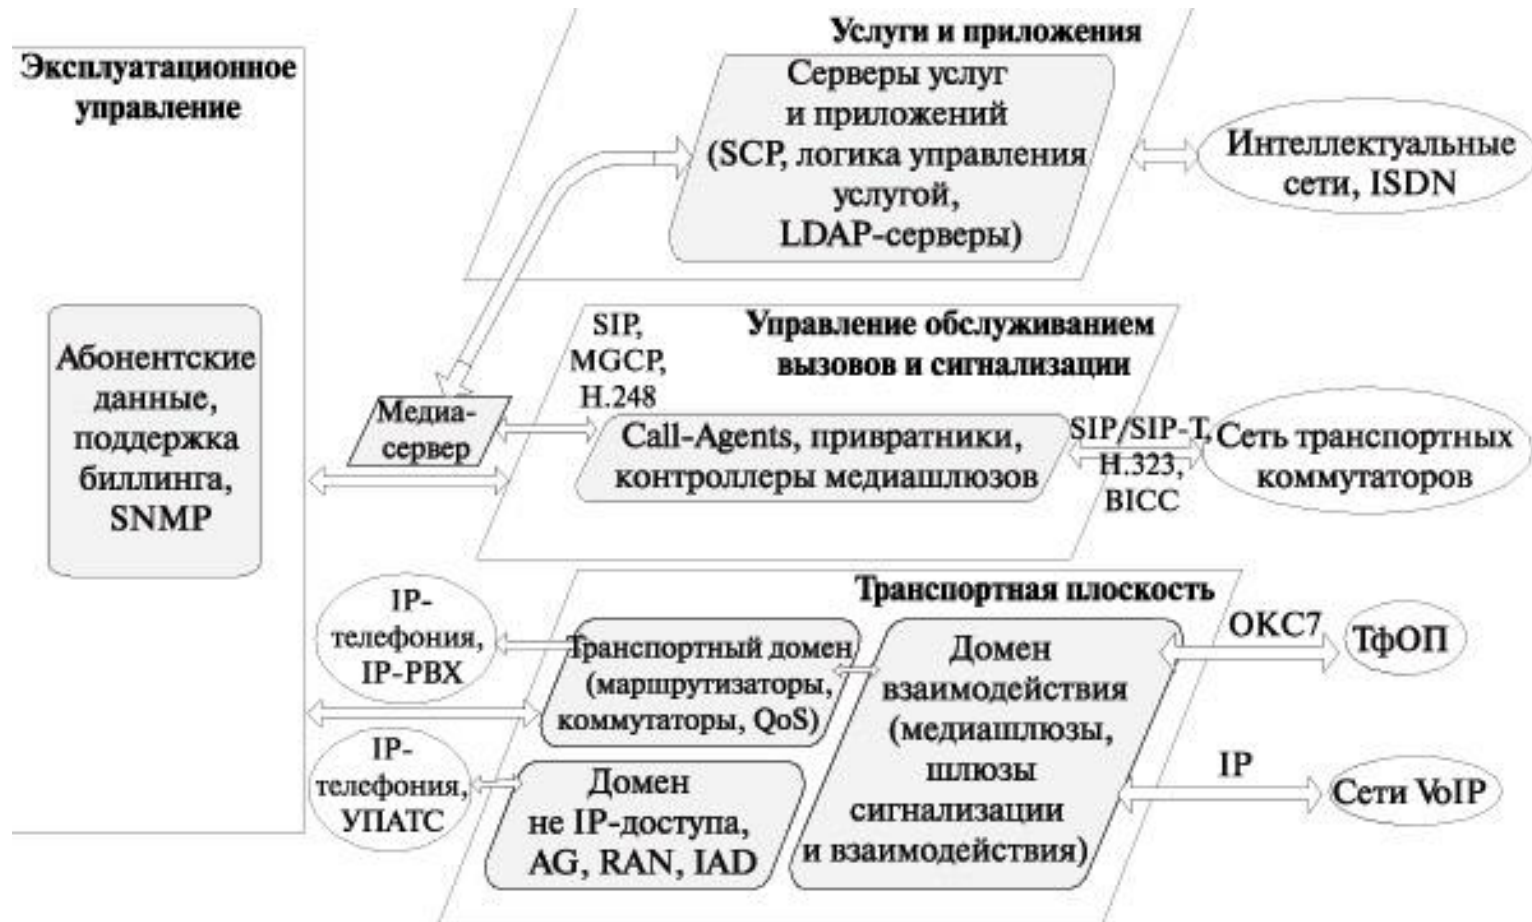 Эксплуатационное
управление
Абонентские
данные,
поддержка
биллинга,
SNMP
Услуги и приложения
Серверы услуг
и приложений
(SCP, логика управления
услугой,
LDAP-серверы)
Интеллектуальные
сети, ISDN
Управление обслуживанием
вызовов и сигнализации
SIP,
MGCP,
H.248
Медиа-
сервер
Call-Agents, привратники,
контроллеры медиашлюзов
SIP/SIP-T,
H.323,
BICC
Сеть транспортных
коммутаторов
Транспортная плоскость
IP-
телефония,
IP-PBX
Транспортный домен
(маршрутизаторы,
коммутаторы, QoS)
IP-
телефония,
УПАТС
Домен
не IP-доступа,
AG, RAN, IAD
Домен
взаимодействия
(медиашлюзы,
шлюзы
сигнализации
и взаимодействия)
ОКС7
ТфОП
IP
Сети VoIP